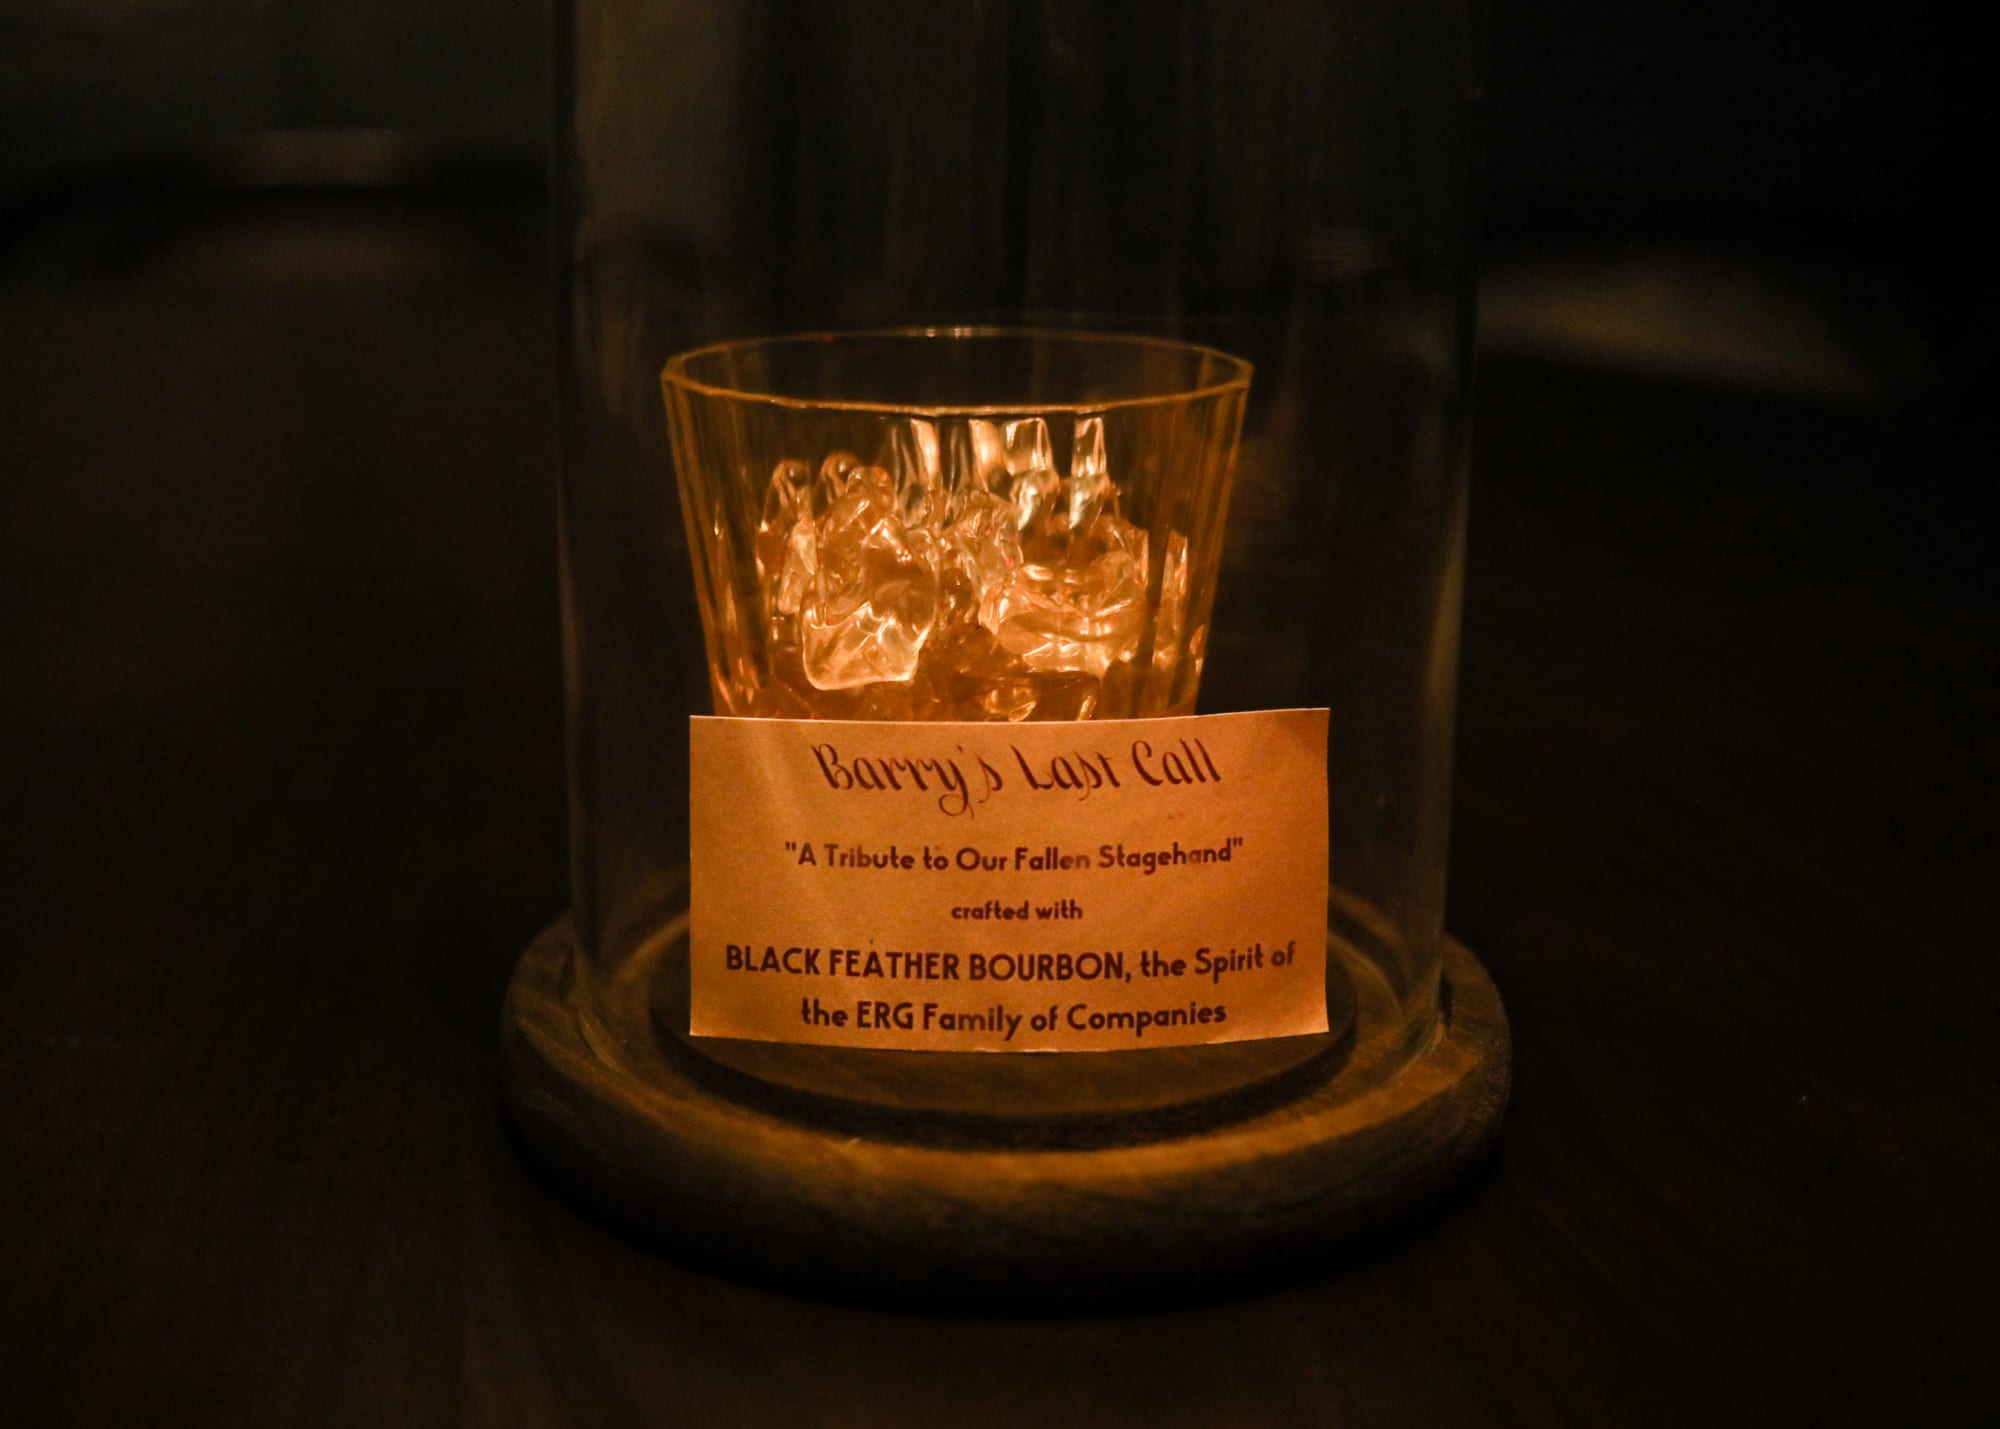 Barry's Last Call
"A Tribute to Our Fallen Stagehand"
crafted with
BLACK FEATHER BOURBON, the Spirit of
the ERG Family of Companies